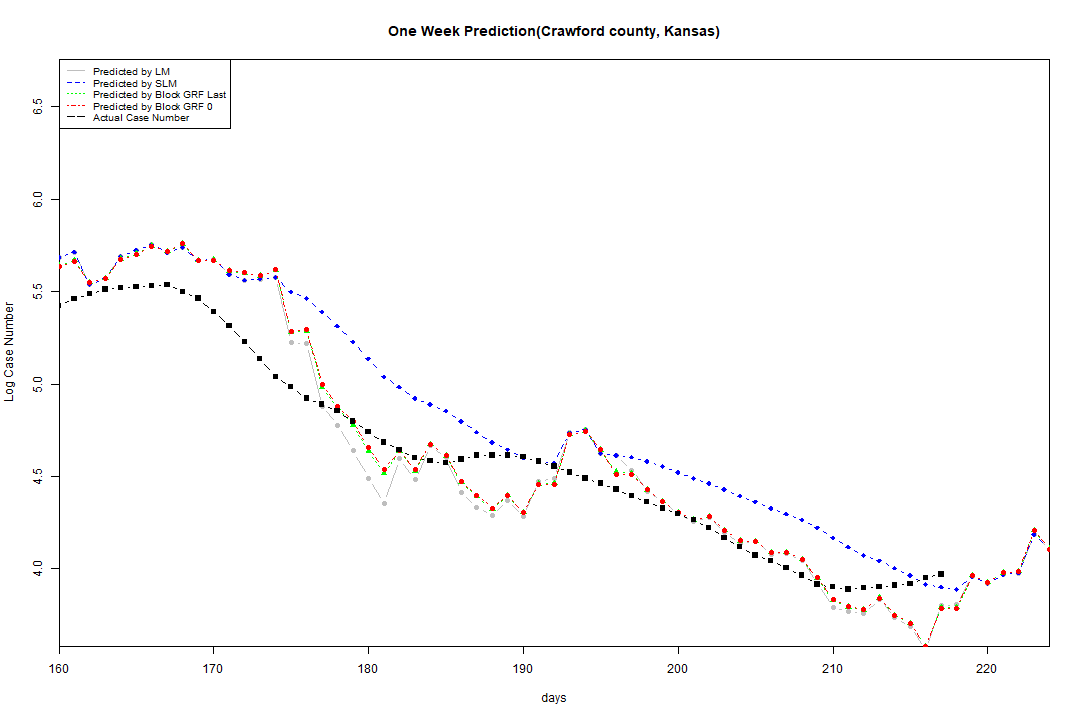 One Week Prediction(Crawford county, Kansas)
Predicted by LM
Predicted by SLM
Predicted by Block GRF Last
Predicted by Block GRF 0
Actual Case Number
6.5
6.0
5.5
5.0
4.5
4.0
Log Case Number
160 170 180 190 200 210 220
days